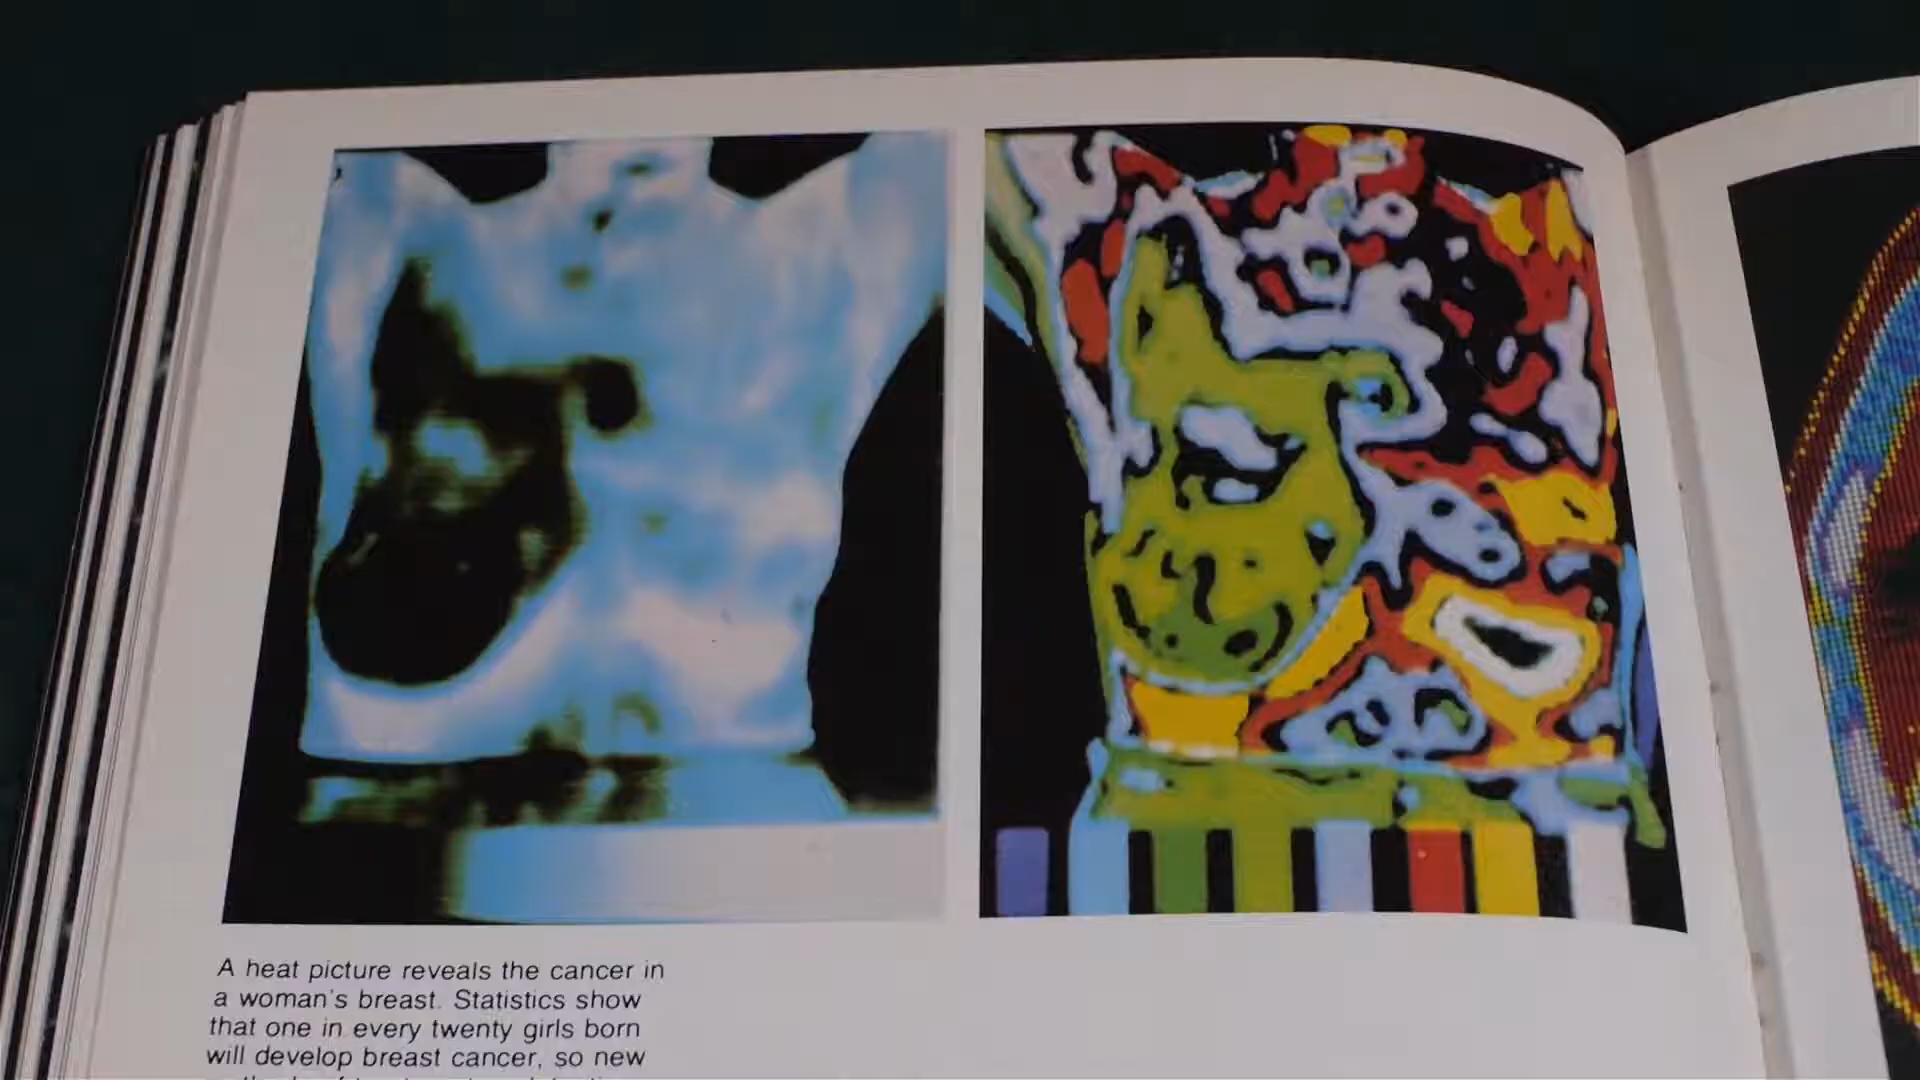 A heat picture reveals the cancer in
a woman's breast. Statistics show
that one in every twenty girls born
will develop breast cancer, so new